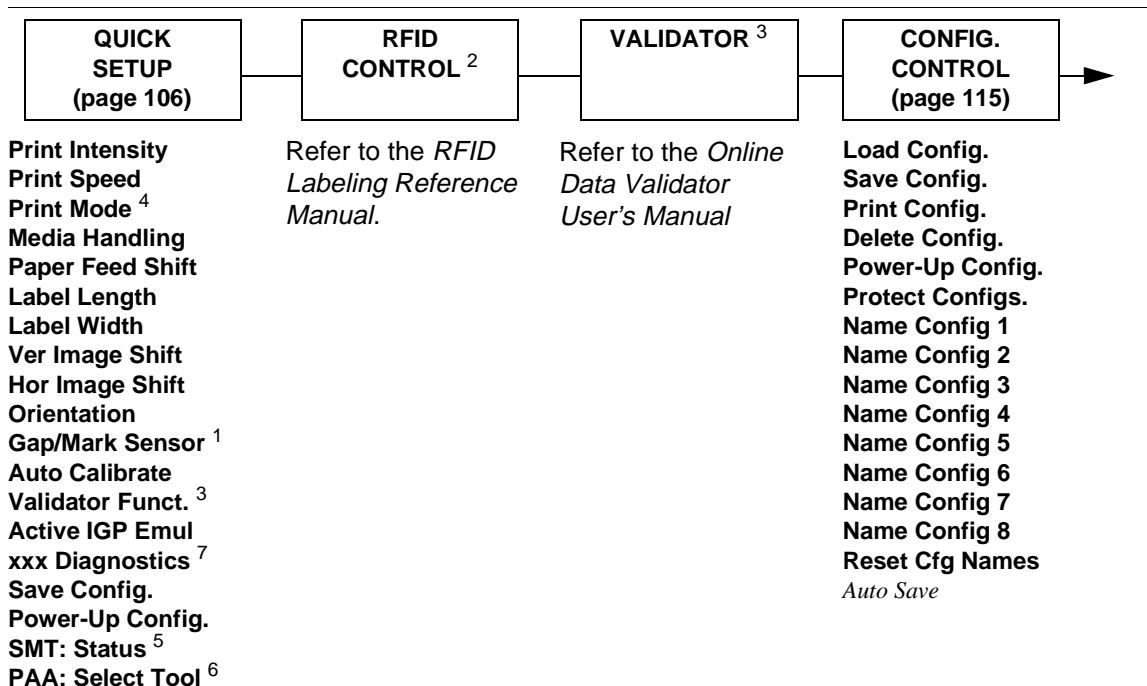 QUICK
SETUP
(page 106)
RFID
CONTROL 2
VALIDATOR 3
CONFIG.
CONTROL
(page 115)
Print Intensity
Print Speed
Print Mode 4
Media Handling
Paper Feed Shift
Label Length
Label Width
Ver Image Shift
Hor Image Shift
Orientation
Gap/Mark Sensor 1
Auto Calibrate
Validator Funct. 3
Active IGP Emul
xxx Diagnostics 7
Save Config.
Power-Up Config.
SMT: Status 5
PAA: Select Tool 6
Refer to the RFID
Labeling Reference
Manual.
Refer to the Online
Data Validator
User's Manual
Load Config.
Save Config.
Print Config.
Delete Config.
Power-Up Config.
Protect Configs.
Name Config 1
Name Config 2
Name Config 3
Name Config 4
Name Config 5
Name Config 6
Name Config 7
Name Config 8
Reset Cfg Names
Auto Save